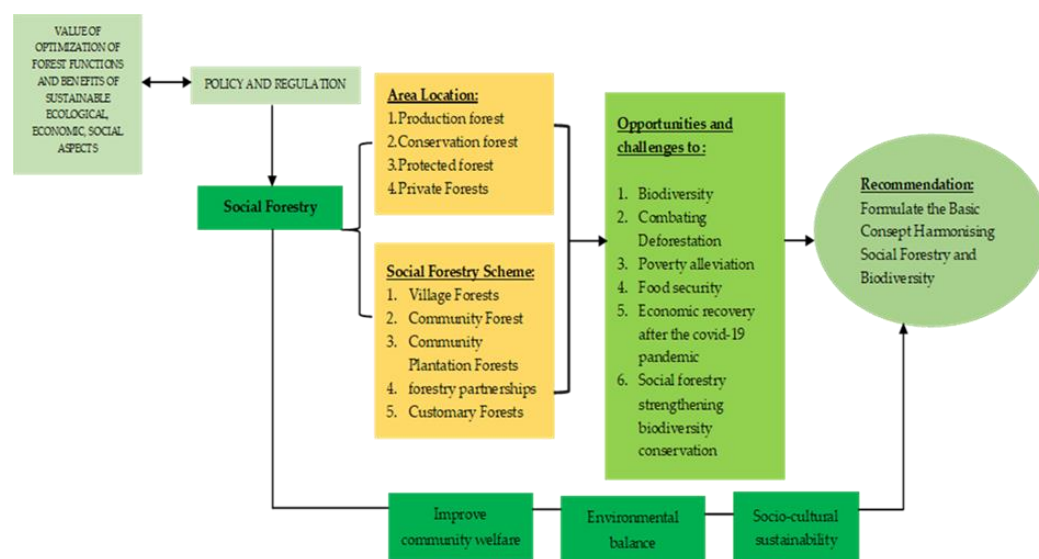 VALUE OF
OPTIMIZATION OF
FOREST FUNCTIONS
AND BENEFITS OF
SUSTAINABLE
ECOLOGICAL,
ECONOMIC, SOCIAL
ASPECTS
POLICY AND REGULATION
Social Forestry
Area Location:
1.Production forest
2.Conservation forest
3.Protected forest
4.Private Forests
Social Forestry Scheme:
1. Village Forests
2. Community Forest
3. Community
Plantation Forests
4. forestry partnerships
5. Customary Forests
Opportunities and
challenges to :
1. Biodiversity
2. Combating
Deforestation
3. Poverty alleviation
4. Food security
5. Economic recovery
after the covid-19
pandemic
6. Social forestry
strengthening
biodiversity
conservation
Recommendation:
Formulate the Basic
Concept Harmonising
Social Forestry and
Biodiversity
Improve
community welfare
Environmental
balance
Socio-cultural
sustainability